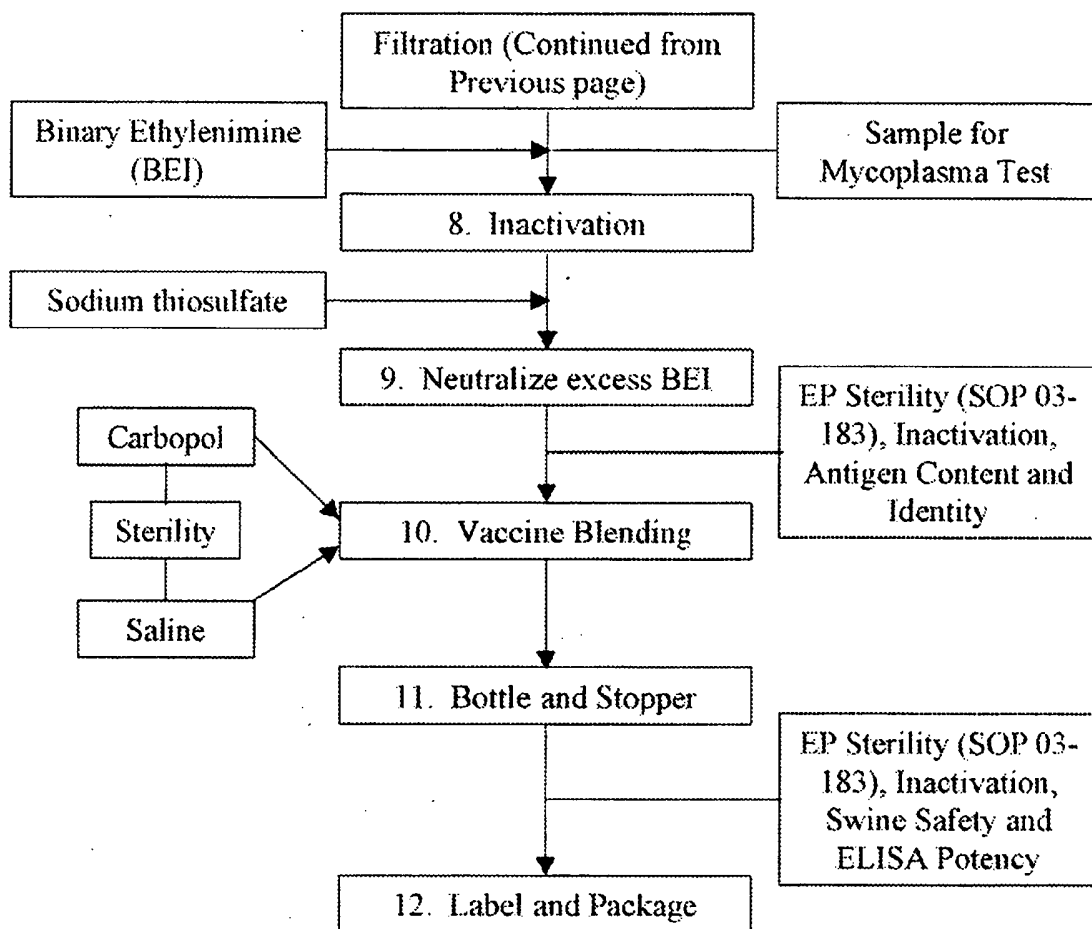 Filtration (Continued from
Previous page)
Binary Ethylenimine
(BEI)
Sample for
Mycoplasma Test
8. Inactivation
Sodium thiosulfate
9. Neutralize excess BEI
EP Sterility (SOP 03-
183), Inactivation,
Antigen Content and
Identity
Carbopol
Sterility
10. Vaccine Blending
Saline
11. Bottle and Stopper
EP Sterility (SOP 03-
183), Inactivation,
Swine Safety and
ELISA Potency
12. Label and Package